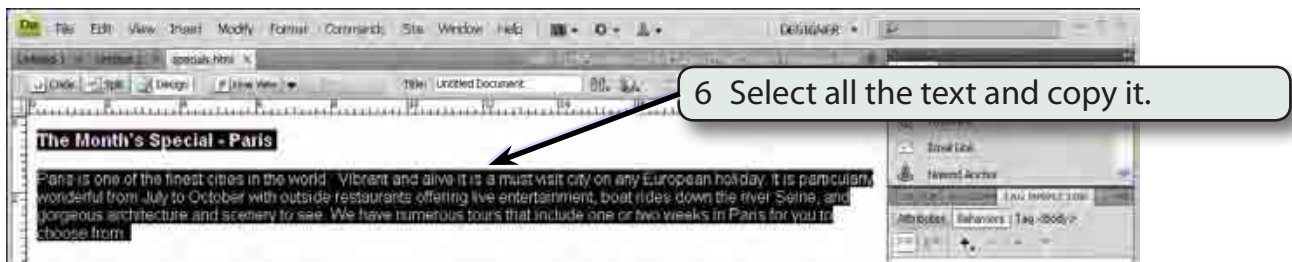 Dw File Edit View Insert Modify Format Commands Site Window Help DESIGNER
specials.html ×
Code Split Design Live View Title: Untitled Document
6 Select all the text and copy it.
The Month's Special - Paris
Email Link
Named Anchor
Paris is one of the finest cities in the world. Vibrant and alive it is a must visit city on any European holiday. It is particularly
wonderful from July to October with outside restaurants offering live entertainment, boat rides down the river Seine, and
gorgeous architecture and scenery to see. We have numerous tours that include one or two weeks in Paris for you to
choose from.
TAG INSPECTOR
Attributes Behaviors Tag <body>